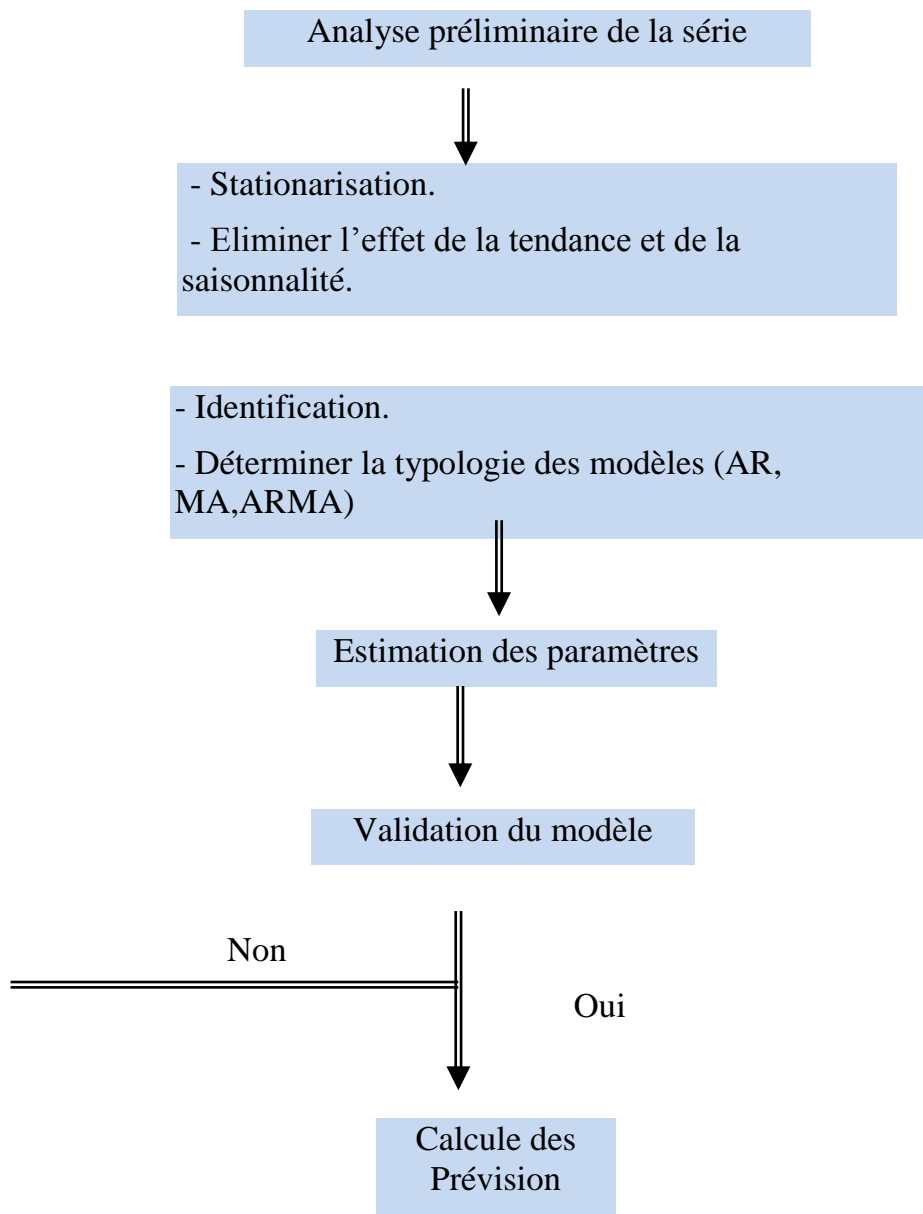 Analyse préliminaire de la série
- Stationarisation.
- Eliminer l’effet de la tendance et de la
saisonnalité.
- Identification.
- Déterminer la typologie des modèles (AR,
MA,ARMA)
Estimation des paramètres
Validation du modèle
Non
Oui
Calcule des
Prévision